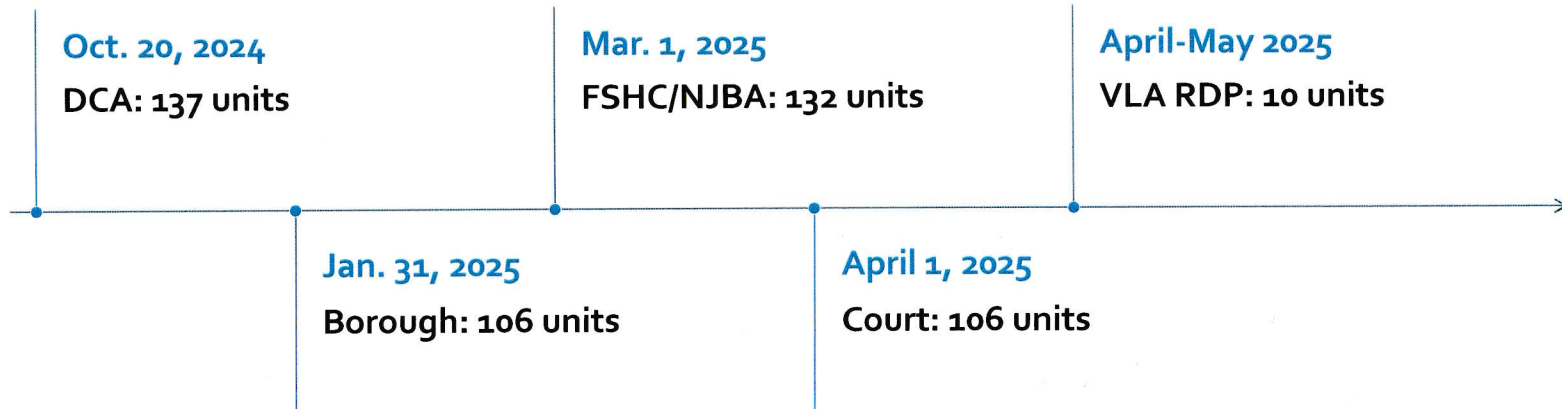 Oct. 20, 2024
DCA: 137 units
Jan. 31, 2025
Borough: 106 units
Mar. 1, 2025
FSHC/NJBA: 132 units
April 1, 2025
Court: 106 units
April-May 2025
VLA RDP: 10 units